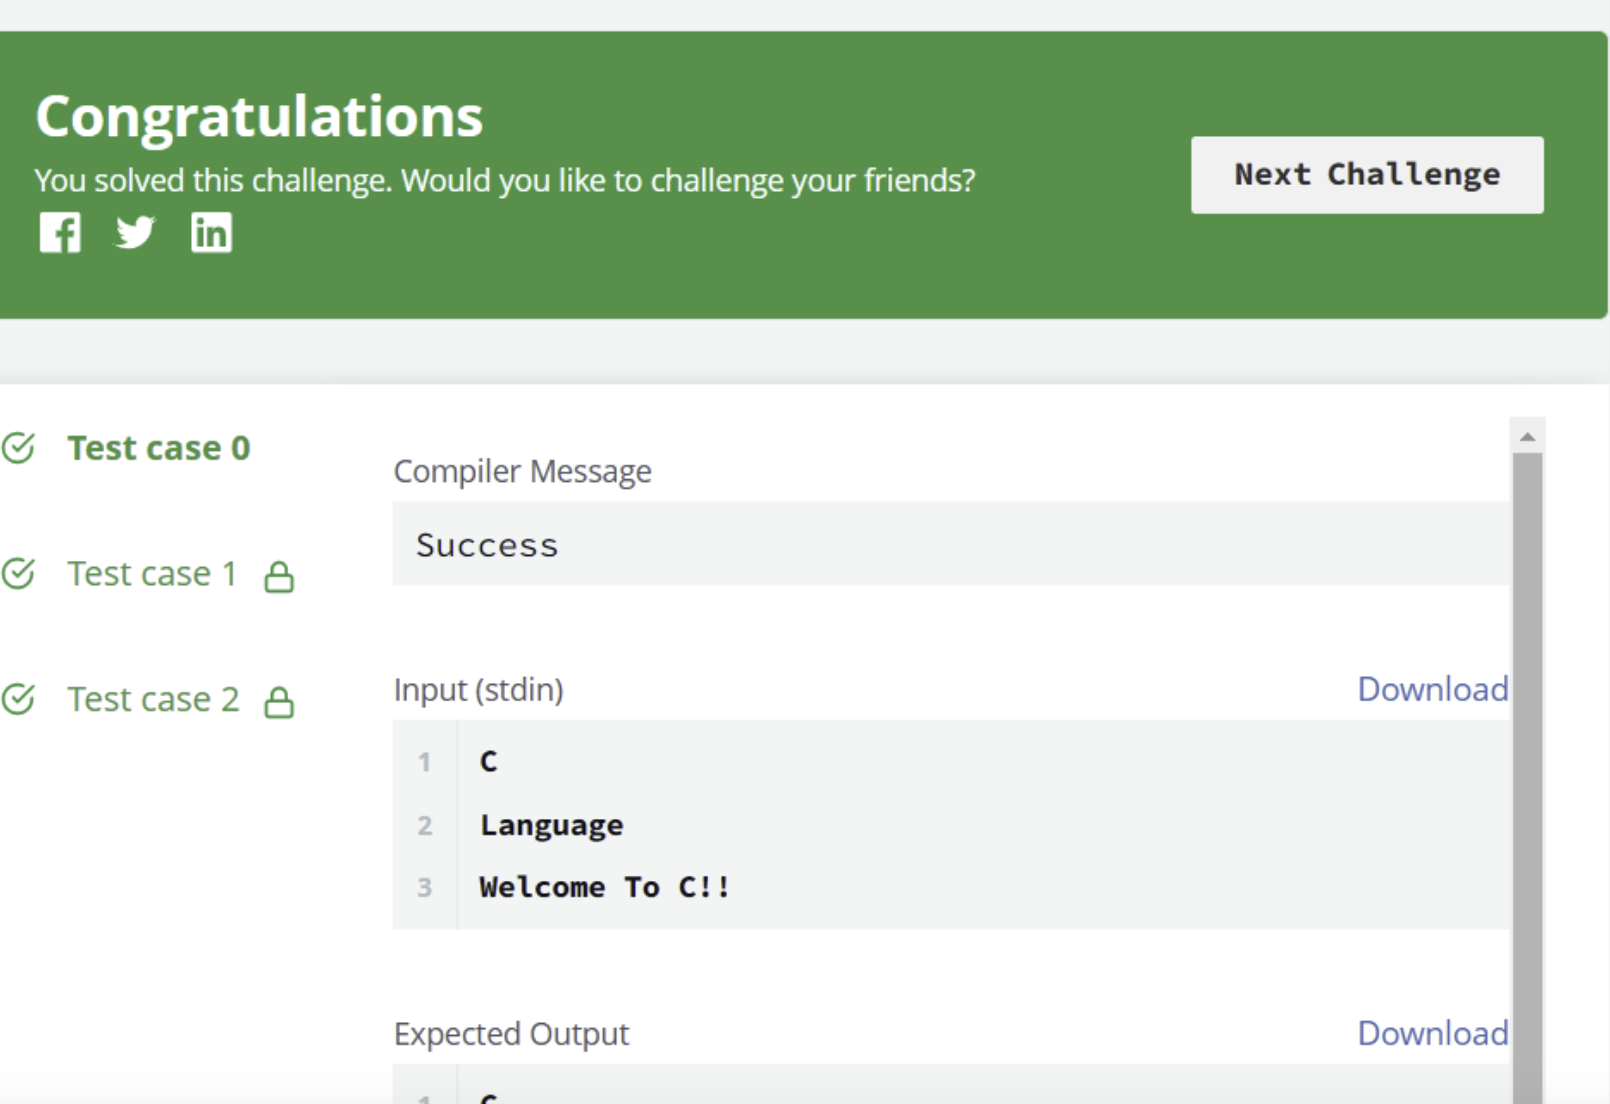 Congratulations
You solved this challenge. Would you like to challenge your friends?
Next Challenge
Test case 0
Test case 1
Test case 2
Compiler Message
Success
Input (stdin)
Download
1 C
2 Language
3 Welcome To C!!
Expected Output
Download
1 C